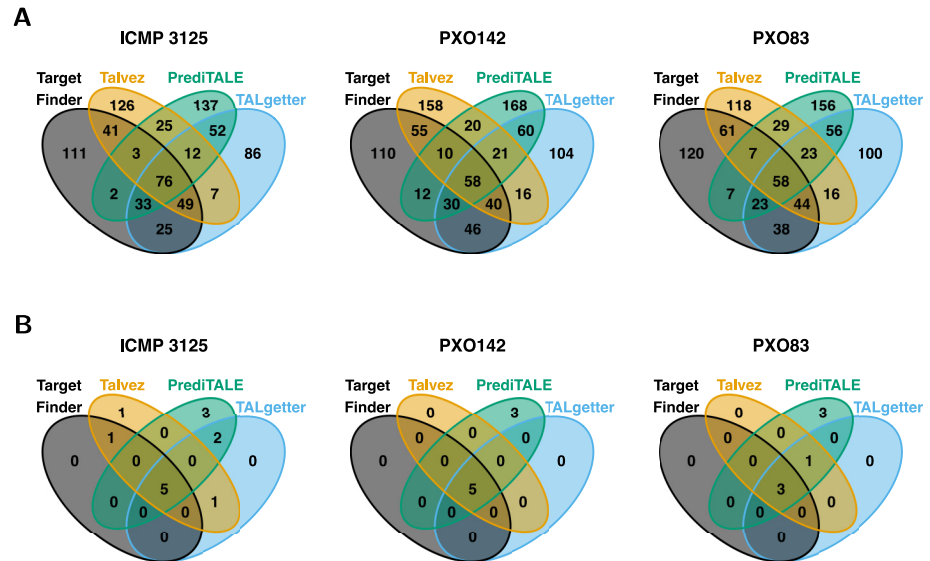 A
ICMP 3125 PXO142 PXO83
Target Talvez PrediTALE Target Talvez PrediTALE Target Talvez PrediTALE
Finder 126 137 TALgetter Finder 158 168 TALgetter Finder 118 156 TALgetter
41 25 52 55 20 60 61 29 56
111 3 12 86 110 10 21 104 120 7 23 100
76 58 58
2 33 49 7 12 30 40 16 7 23 44 16
25 46 38
B
ICMP 3125 PXO142 PXO83
Target Talvez PrediTALE Target Talvez PrediTALE Target Talvez PrediTALE
Finder 1 3 TALgetter Finder 0 3 TALgetter Finder 0 3 TALgetter
1 0 2 0 0 0 0 0 0
0 0 0 0 0 0 0 0 0 0 1 0
5 5 3
0 0 0 1 0 0 0 0 0 0 0 0
0 0 0